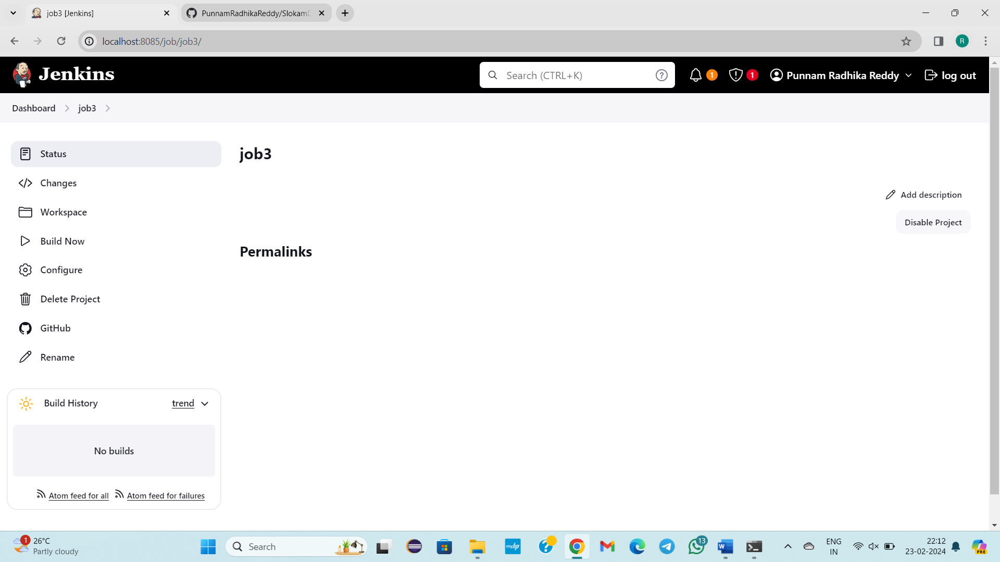 job3 [Jenkins]
PunnamRadhikaReddy/Slokam
localhost:8085/job/job3/
R
Jenkins
Search (CTRL+K)
?
1
1
Punnam Radhika Reddy
log out
Dashboard
job3
Status
Changes
Workspace
Build Now
Configure
Delete Project
GitHub
Rename
job3
Add description
Disable Project
Permalinks
Build History
trend
No builds
Atom feed for all
Atom feed for failures
1
26°C
Partly cloudy
Search
myhp
?
13
W
ENG
IN
22:12
23-02-2024
PRE